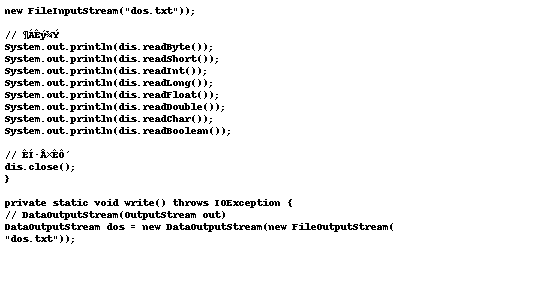 new FileInputStream("dos.txt"));
// ¶ÁÊý¾Ý
System.out.println(dis.readByte());
System.out.println(dis.readShort());
System.out.println(dis.readInt());
System.out.println(dis.readLong());
System.out.println(dis.readFloat());
System.out.println(dis.readDouble());
System.out.println(dis.readChar());
System.out.println(dis.readBoolean());
// ÊÍ·Å×ÊÔ´
dis.close();
}
private static void write() throws IOException {
// DataOutputStream(OutputStream out)
DataOutputStream dos = new DataOutputStream(new FileOutputStream(
"dos.txt"));